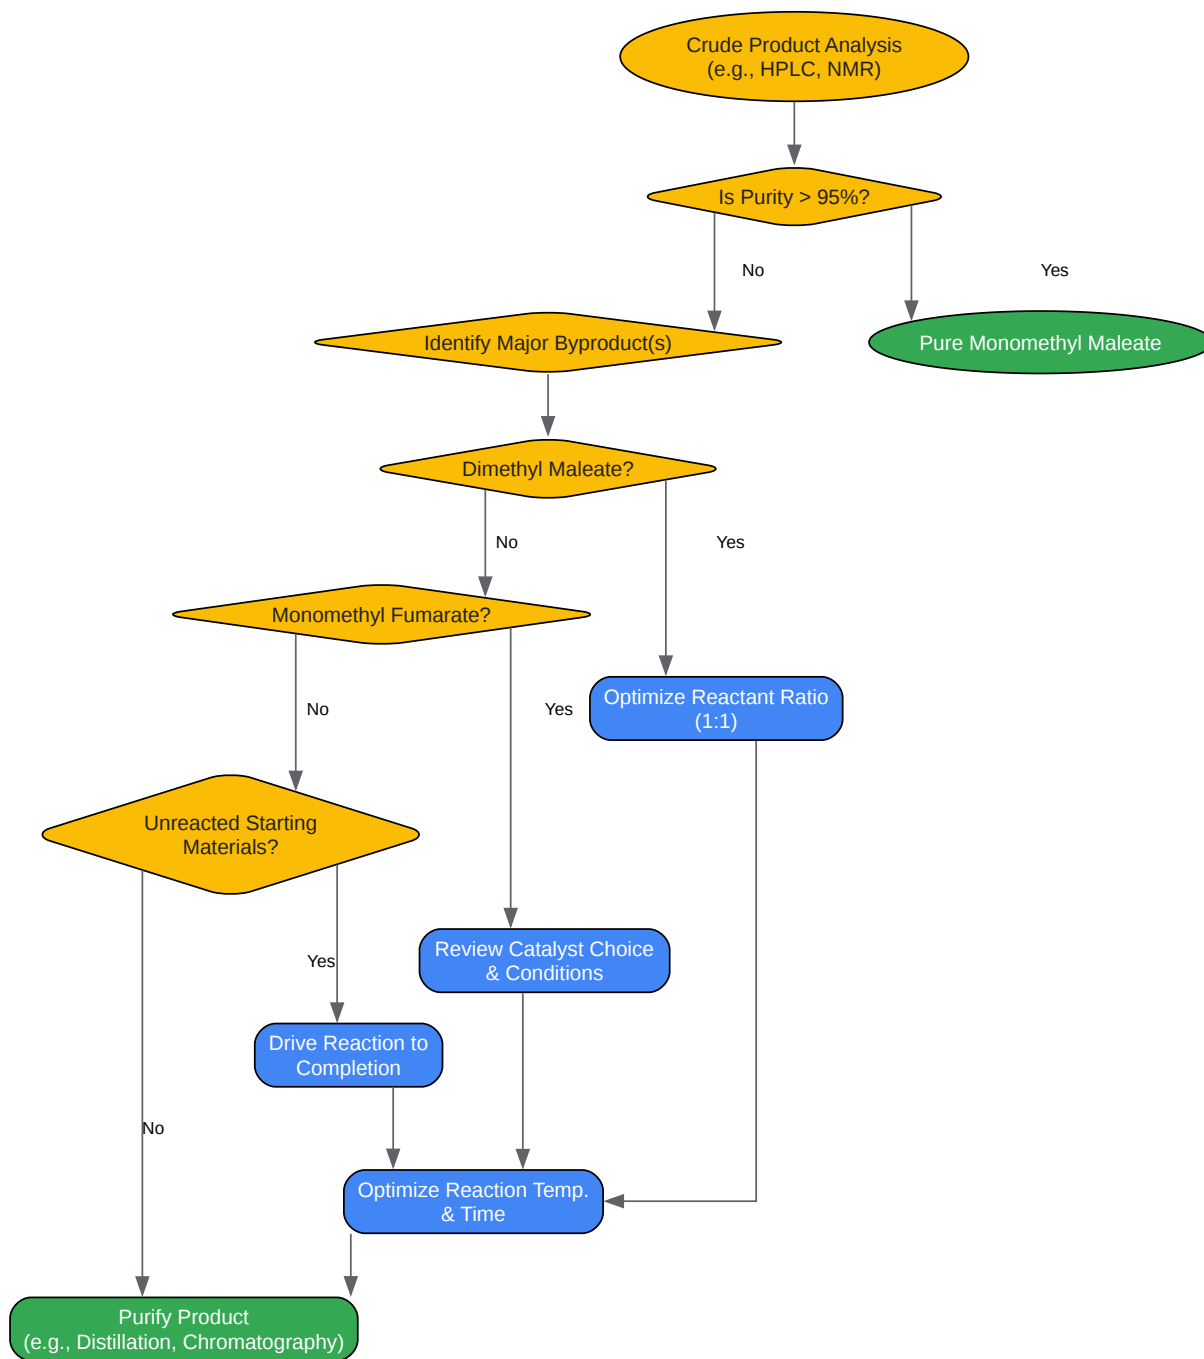 Crude Product Analysis
(e.g., HPLC, NMR)
Is Purity > 95%?
No
Yes
Identify Major Byproduct(s)
Pure Monomethyl Maleate
Dimethyl Maleate?
No
Yes
Monomethyl Fumarate?
No
Yes
Optimize Reactant Ratio
(1:1)
Unreacted Starting
Materials?
Yes
Review Catalyst Choice
& Conditions
Drive Reaction to
Completion
No
Optimize Reaction Temp.
& Time
Purify Product
(e.g., Distillation, Chromatography)